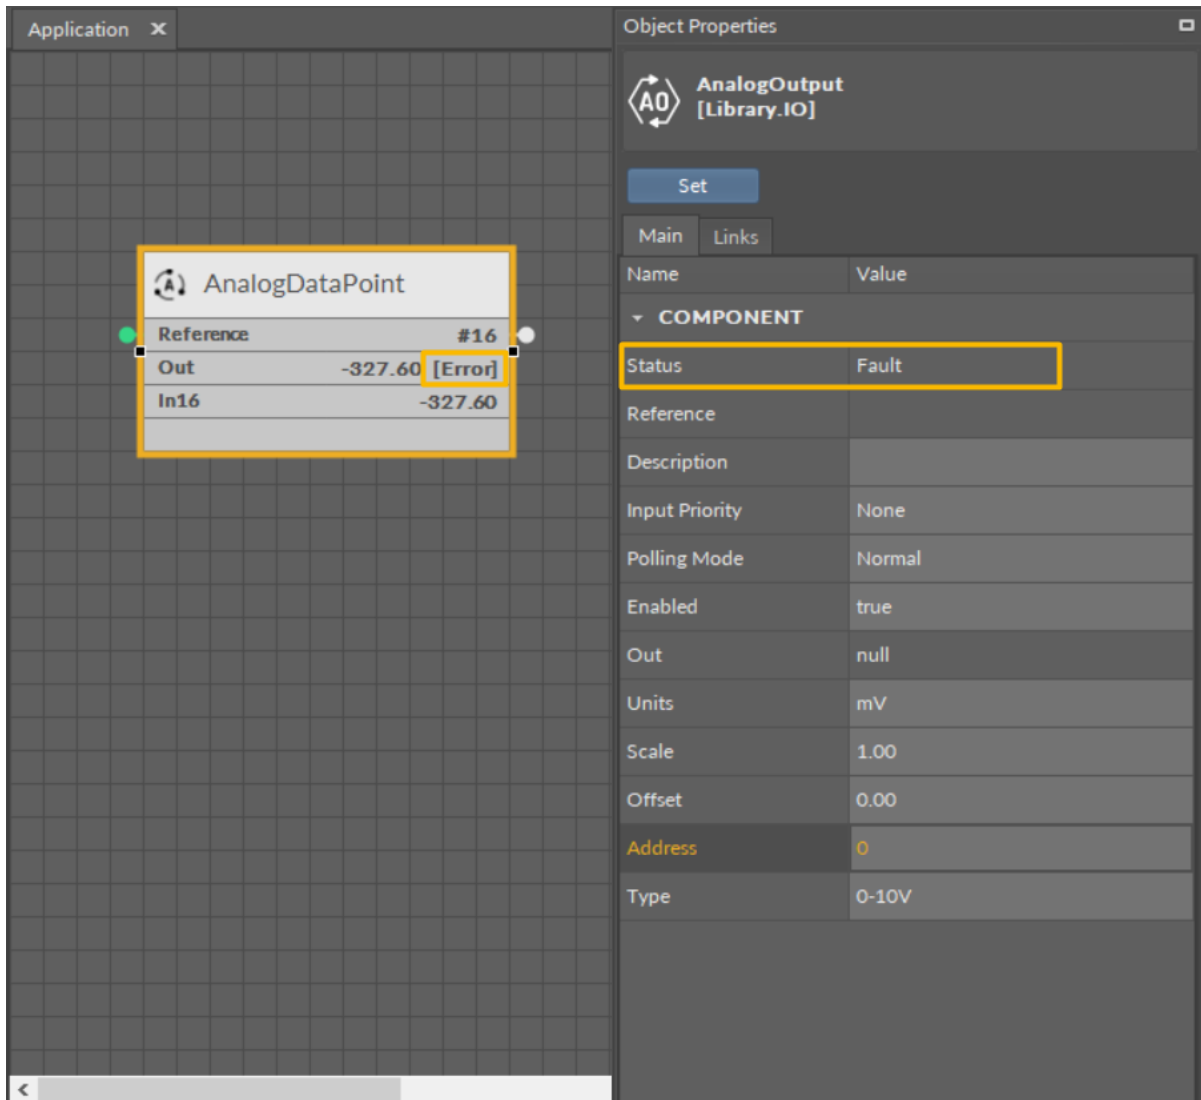 Application ×
AnalogDataPoint
Reference #16
Out -327.60 [Error]
In16 -327.60
Object Properties
AO
AnalogOutput
[Library.IO]
Set
Main Links
Name Value
COMPONENT
Status Fault
Reference
Description
Input Priority None
Polling Mode Normal
Enabled true
Out null
Units mV
Scale 1.00
Offset 0.00
Address 0
Type 0-10V